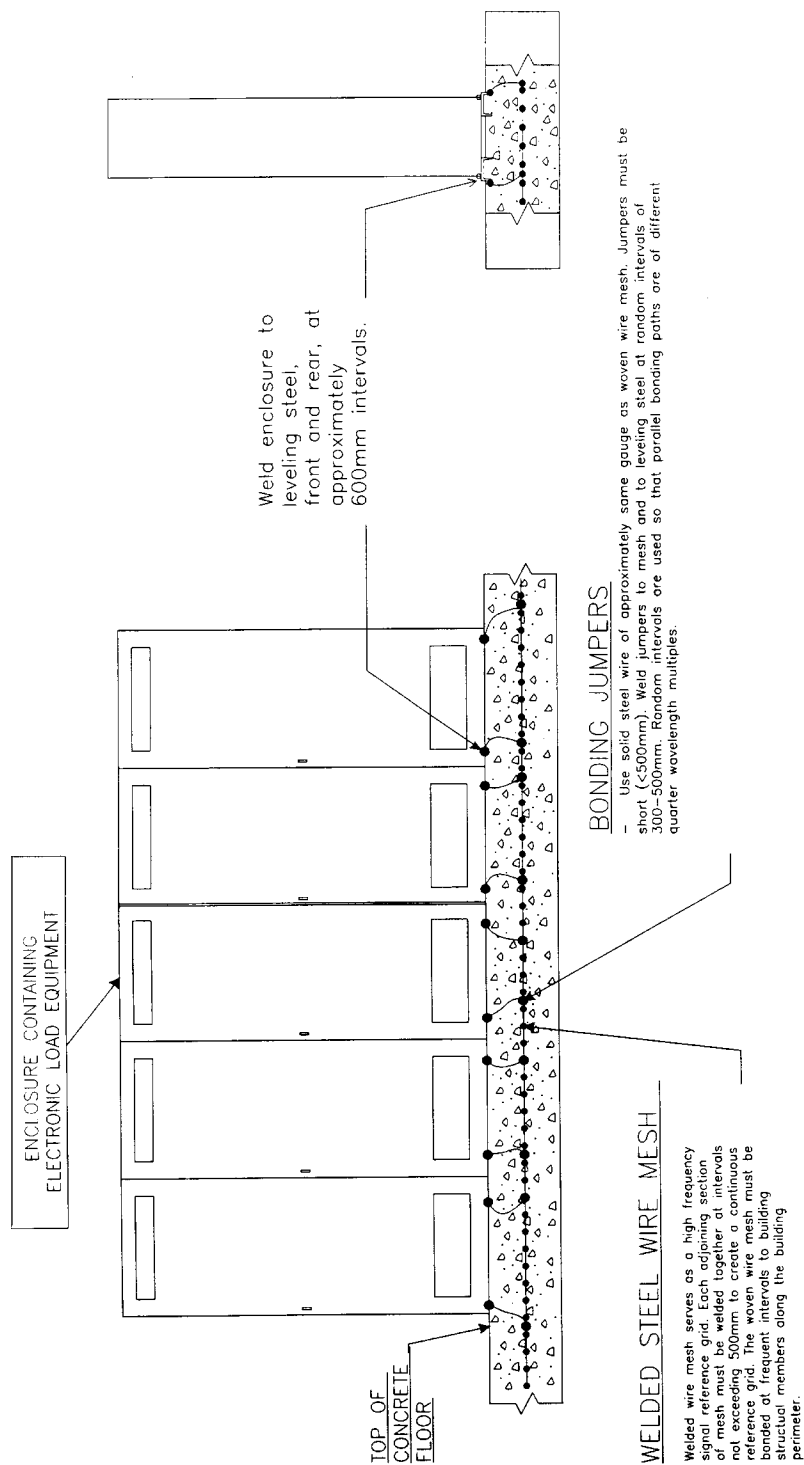 ENCLOSURE CONTAINING
ELECTRONIC LOAD EQUIPMENT
Weld enclosure to
leveling steel,
front and rear, at
approximately
600mm intervals.
TOP OF
CONCRETE
FLOOR
WELDED STEEL WIRE MESH
Welded wire mesh serves as a high frequency
signal reference grid. Each adjoining section
of mesh must be welded together at intervals
not exceeding 500mm to create a continuous
reference grid. The woven wire mesh must be
bonded at frequent intervals to building
structual members along the building
perimeter.
BONDING JUMPERS
– Use solid steel wire of approximately same gauge as woven wire mesh. Jumpers must be
short (<500mm). Weld jumpers to mesh and to leveling steel at random intervals of
300–500mm. Random intervals are used so that parallel bonding paths are of different
quarter wavelength multiples.